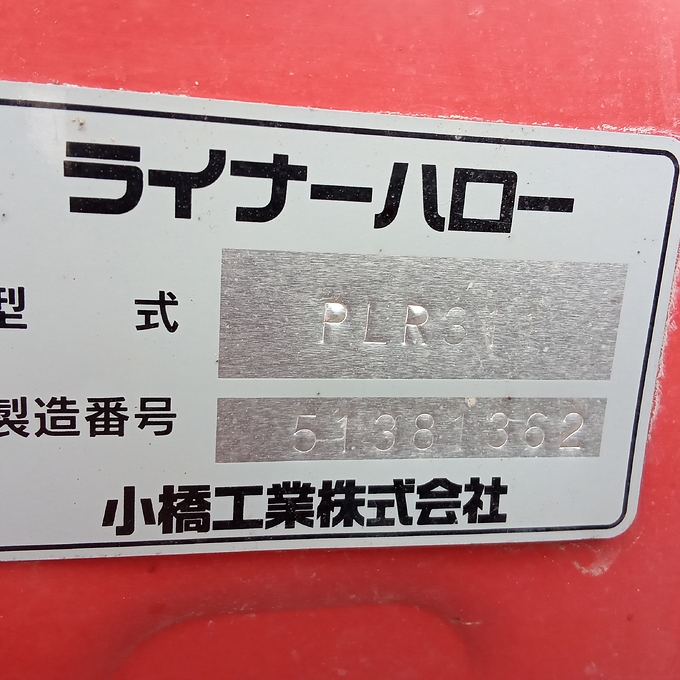 ライナーハロー
型 式 PLR311
製造番号 51381362
小橋工業株式会社